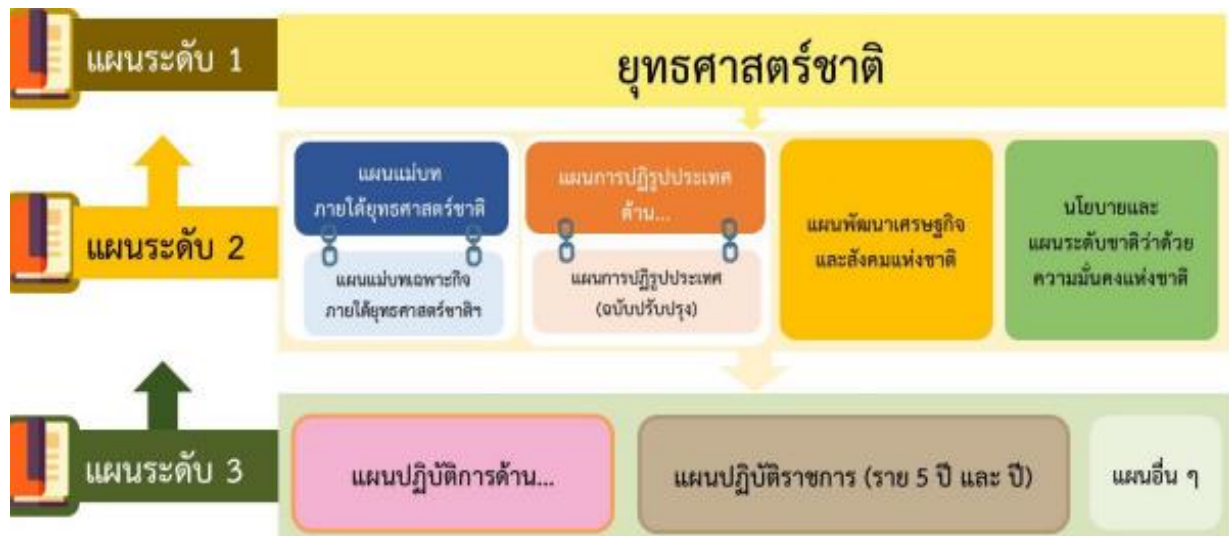 แผนระดับ 1
ยุทธศาสตร์ชาติ
แผนระดับ 2
แผนแม่บท
ภายใต้ยุทธศาสตร์ชาติ
แผนแม่บทเฉพาะกิจ
ภายใต้ยุทธศาสตร์ชาติฯ
แผนการปฏิรูปประเทศ
ด้าน...
แผนการปฏิรูปประเทศ
(ฉบับปรับปรุง)
แผนพัฒนาเศรษฐกิจ
และสังคมแห่งชาติ
นโยบายและ
แผนระดับชาติว่าด้วย
ความมั่นคงแห่งชาติ
แผนระดับ 3
แผนปฏิบัติการด้าน...
แผนปฏิบัติราชการ (ราย 5 ปี และ ปี)
แผนอื่น ๆ